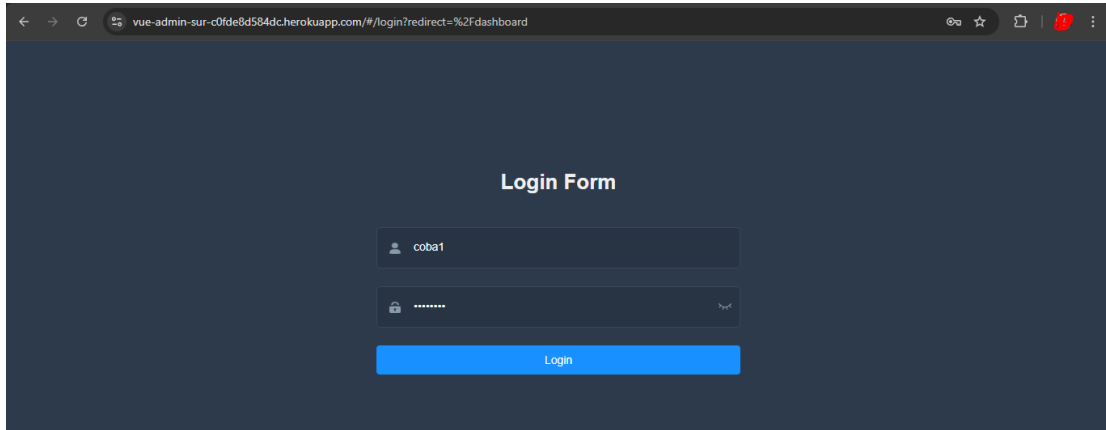 vue-admin-sur-c0fde8d584dc.herokuapp.com/#/login?redirect=%2Fdashboard
Login Form
coba1
••••••••
Login